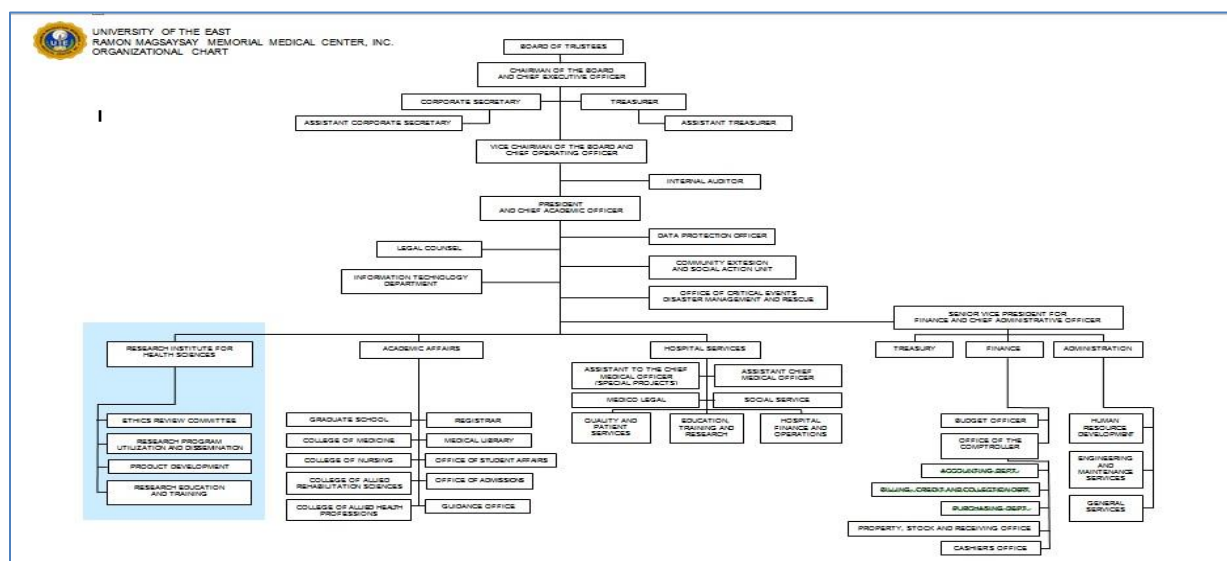 UNIVERSITY OF THE EAST
RAMON MAGSAYSAY MEMORIAL MEDICAL CENTER, INC.
ORGANIZATIONAL CHART
BOARD OF TRUSTEES
CHAIRMAN OF THE BOARD
AND CHIEF EXECUTIVE OFFICER
CORPORATE SECRETARY
TREASURER
ASSISTANT CORPORATE SECRETARY
ASSISTANT TREASURER
VICE CHAIRMAN OF THE BOARD AND
CHIEF OPERATING OFFICER
INTERNAL AUDITOR
PRESIDENT
AND CHIEF ACADEMIC OFFICER
DATA PROTECTION OFFICER
LEGAL COUNSEL
COMMUNITY EXTESION
AND SOCIAL ACTION UNIT
INFORMATION TECHNOLOGY
DEPARTMENT
OFFICE OF CRITICAL EVENTS
DISASTER MANAGEMENT AND RESCUE
SENIOR VICE PRESIDENT FOR
FINANCE AND CHIEF ADMINISTRATIVE OFFICER
RESEARCH INSTITUTE FOR
HEALTH SCIENCES
ACADEMIC AFFAIRS
HOSPITAL SERVICES
TREASURY
FINANCE
ADMINISTRATION
ETHICS REVIEW COMMITTEE
RESEARCH PROGRAM
UTILIZATION AND DISSEMINATION
PRODUCT DEVELOPMENT
RESEARCH EDUCATION
AND TRAINING
GRADUATE SCHOOL
REGISTRAR
COLLEGE OF MEDICINE
MEDICAL LIBRARY
COLLEGE OF NURSING
OFFICE OF STUDENT AFFAIRS
COLLEGE OF ALLIED
REHABILITATION SCIENCES
OFFICE OF ADMISSIONS
COLLEGE OF ALLIED HEALTH
PROFESSIONS
GUIDANCE OFFICE
ASSISTANT TO THE CHIEF
MEDICAL OFFICER
(SPECIAL PROJECTS)
ASSISTANT CHIEF
MEDICAL OFFICER
MEDICO LEGAL
SOCIAL SERVICE
QUALITY AND
PATIENT
SERVICES
EDUCATION,
TRAINING AND
RESEARCH
HOSPITAL
FINANCE AND
OPERATIONS
BUDGET OFFICER
OFFICE OF THE
COMPTROLLER
ACCOUNTING DEPT.
BILLING, CREDIT AND COLLECTION DEPT.
PURCHASING DEPT.
PROPERTY, STOCK AND RECEIVING OFFICE
CASHIER'S OFFICE
HUMAN
RESOURCE
DEVELOPMENT
ENGINEERING
AND
MAINTENANCE
SERVICES
GENERAL
SERVICES